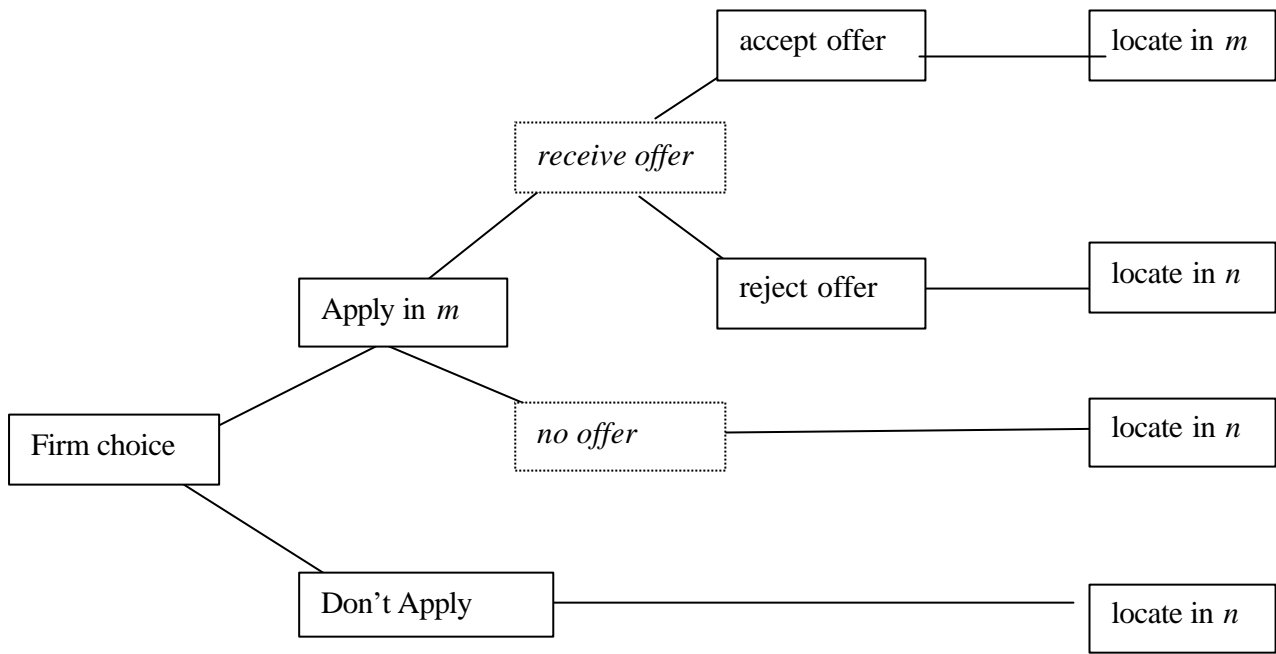 accept offer
locate in m
receive offer
reject offer
locate in n
Apply in m
no offer
locate in n
Firm choice
Don’t Apply
locate in n